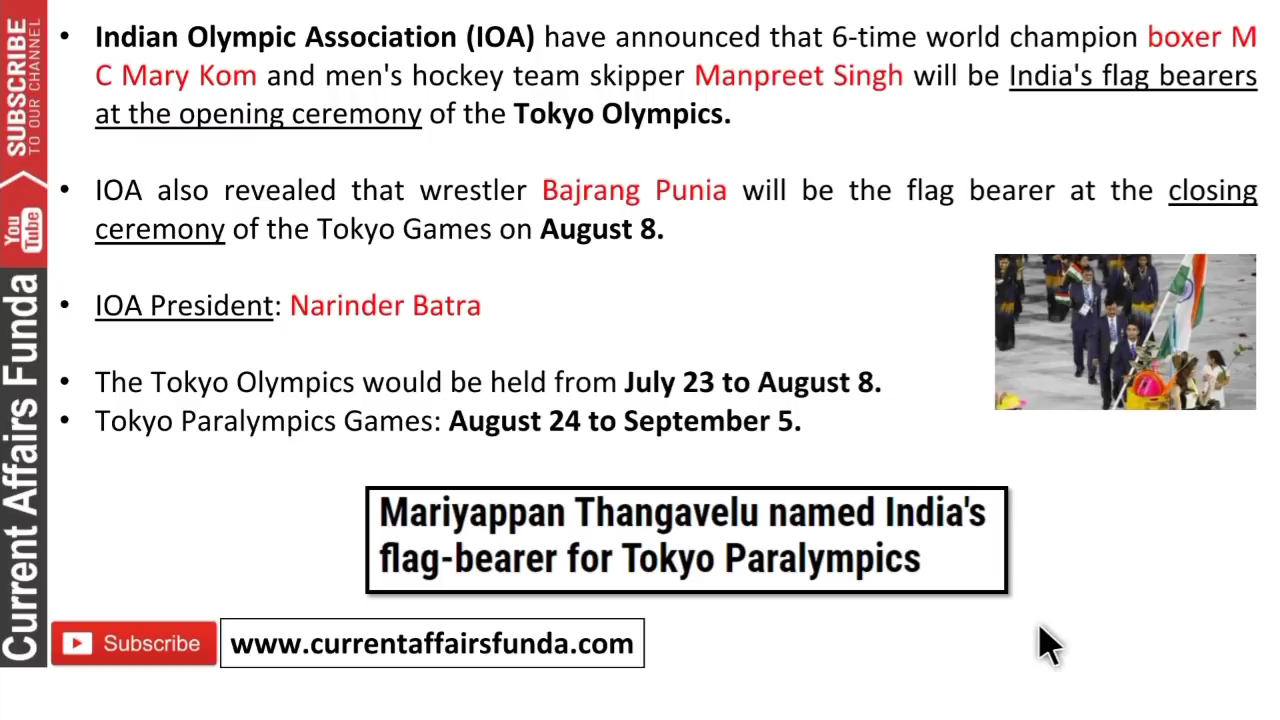 • Indian Olympic Association (IOA) have announced that 6-time world champion boxer M
C Mary Kom and men's hockey team skipper Manpreet Singh will be India's flag bearers
at the opening ceremony of the Tokyo Olympics.
• IOA also revealed that wrestler Bajrang Punia will be the flag bearer at the closing
ceremony of the Tokyo Games on August 8.
• IOA President: Narinder Batra
• The Tokyo Olympics would be held from July 23 to August 8.
• Tokyo Paralympics Games: August 24 to September 5.
Mariyappan Thangavelu named India's
flag-bearer for Tokyo Paralympics
Subscribe
www.currentaffairsfunda.com
SUBSCRIBE
TO OUR CHANNEL
You
Tube
Current Affairs Funda